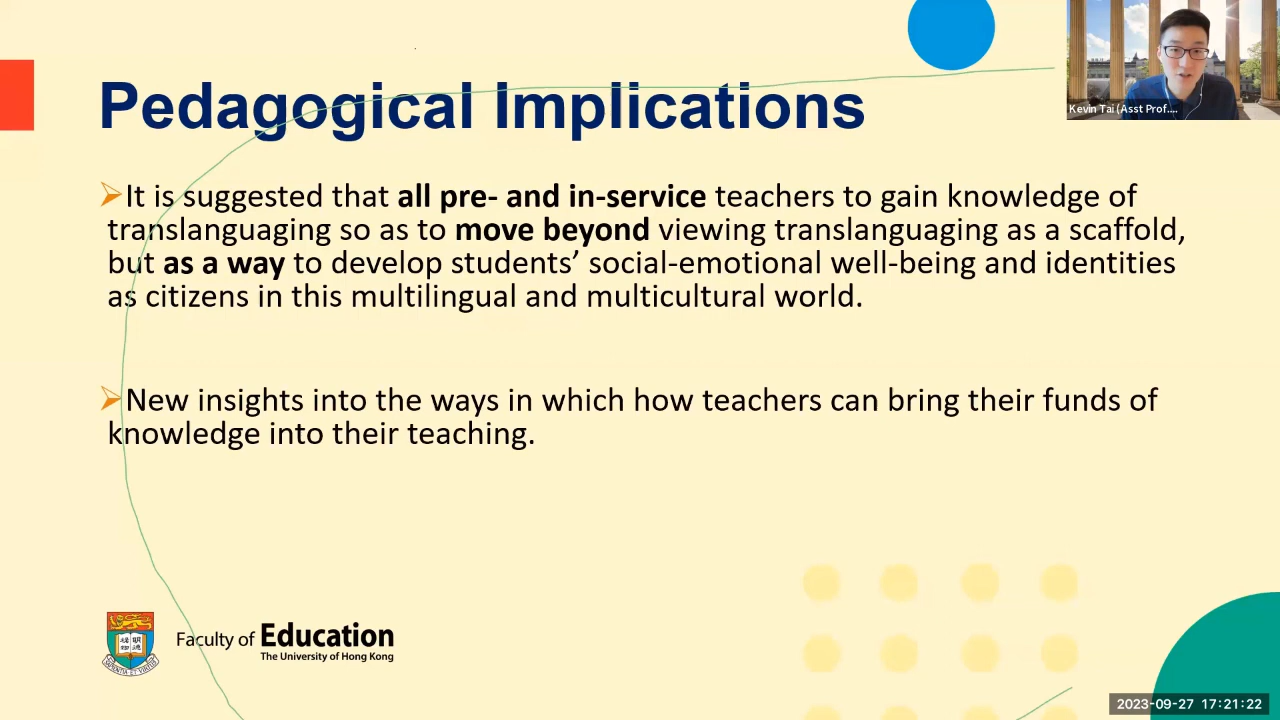 Pedagogical Implications
Kevin Tai (Asst Prof....
➢It is suggested that all pre- and in-service teachers to gain knowledge of
translanguaging so as to move beyond viewing translanguaging as a scaffold,
but as a way to develop students’ social-emotional well-being and identities
as citizens in this multilingual and multicultural world.
➢New insights into the ways in which how teachers can bring their funds of
knowledge into their teaching.
Faculty of Education
The University of Hong Kong
2023-09-27 17:21:22